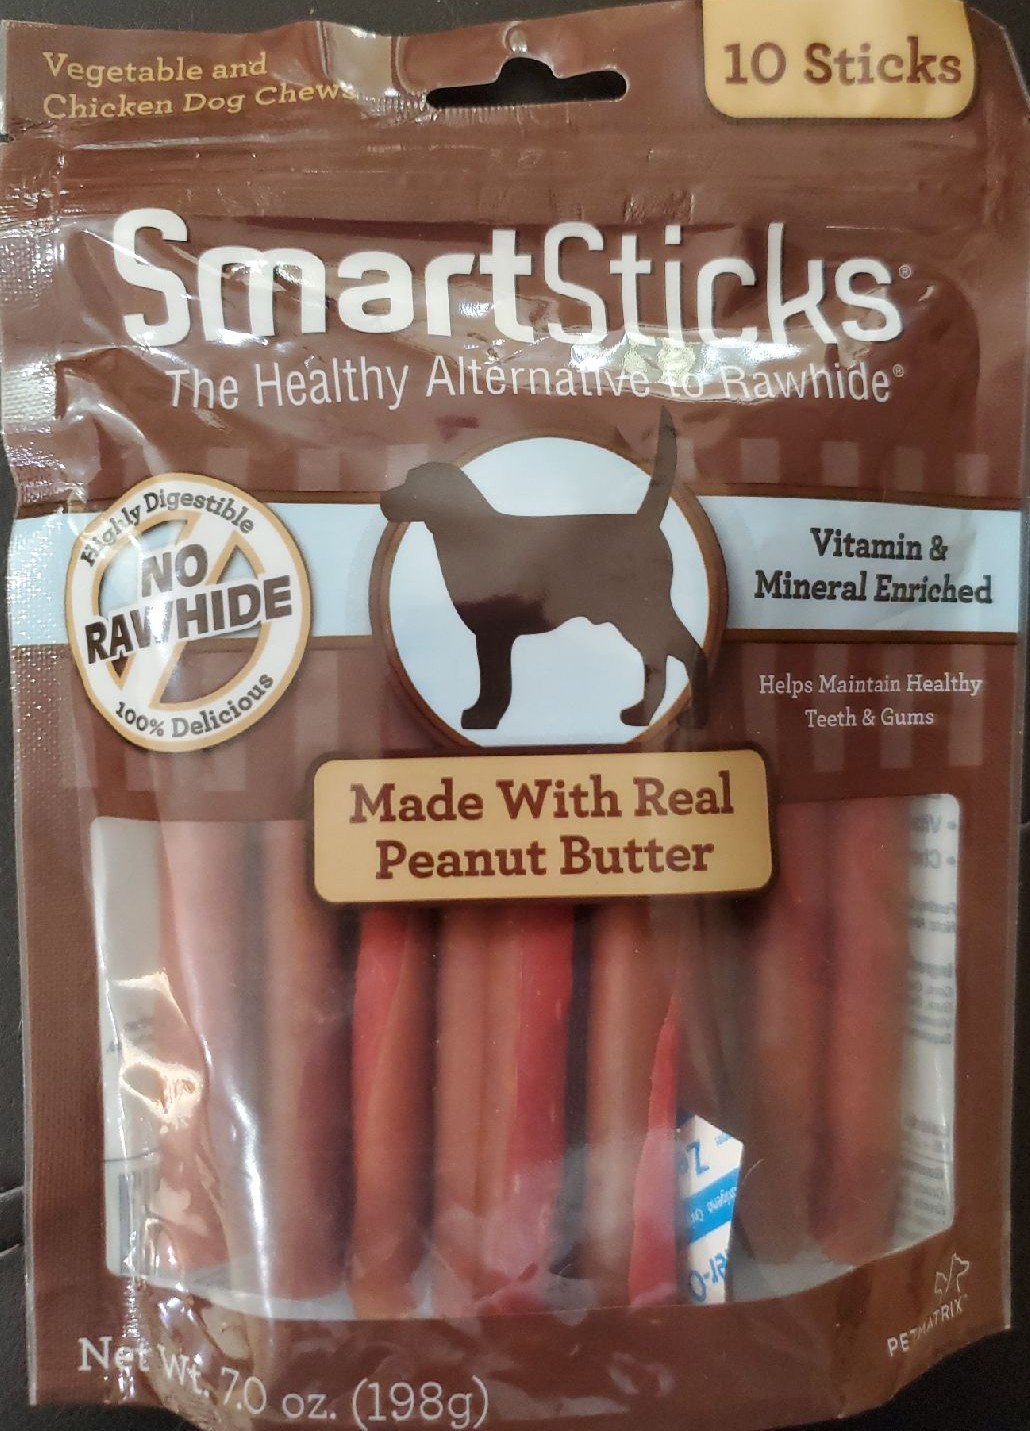 Vegetable and
Chicken Dog Chews
10 Sticks
SmartSticks®
The Healthy Alternative to Rawhide®
Highly Digestible
NO
RAWHIDE
100% Delicious
Vitamin &
Mineral Enriched
Helps Maintain Healthy
Teeth & Gums
Made With Real
Peanut Butter
PETMATRIX
Net Wt. 7.0 oz. (198g)